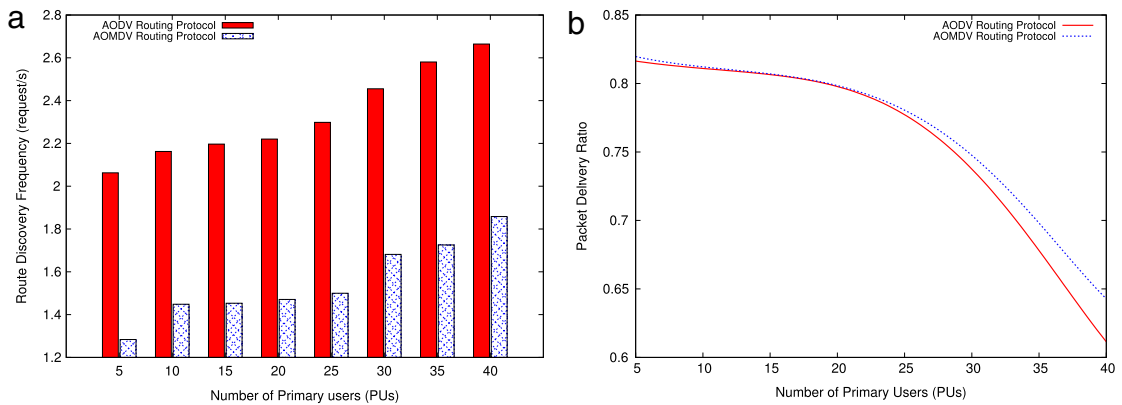 a
AODV Routing Protocol
AOMDV Routing Protocol
Route Discovery Frequency (request/s)
2.8
2.6
2.4
2.2
2
1.8
1.6
1.4
1.2
5 10 15 20 25 30 35 40
Number of Primary users (PUs)
b
AODV Routing Protocol
AOMDV Routing Protocol
Packet Delivery Ratio
0.85
0.8
0.75
0.7
0.65
0.6
5 10 15 20 25 30 35 40
Number of Primary Users (PUs)